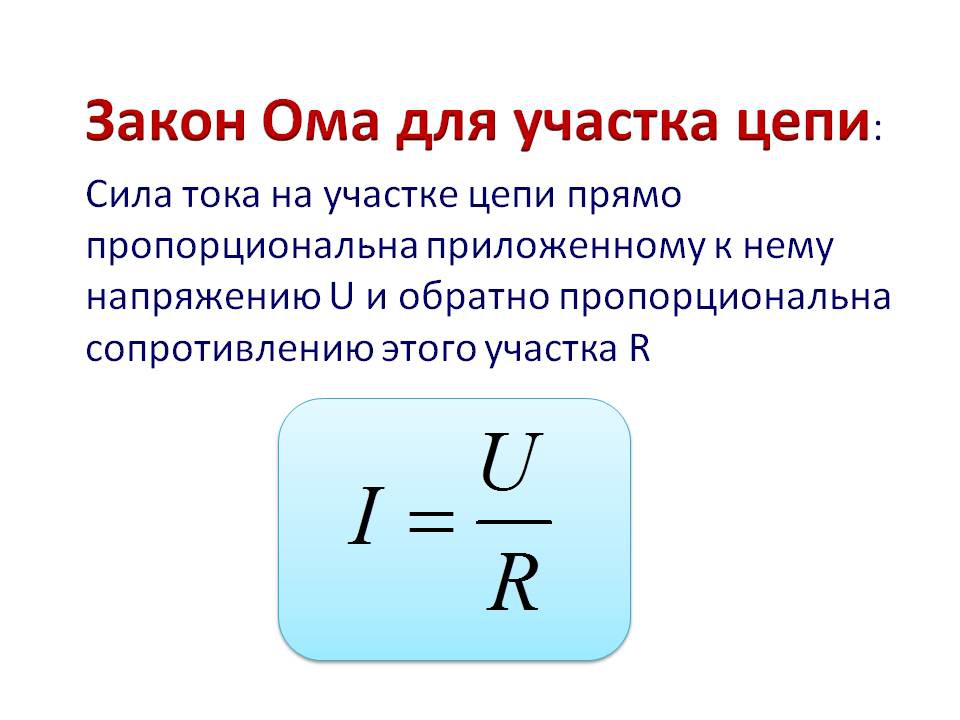 Закон Ома для участка цепи:
Сила тока на участке цепи прямо
пропорциональна приложенному к нему
напряжению U и обратно пропорциональна
сопротивлению этого участка R
I = U/R